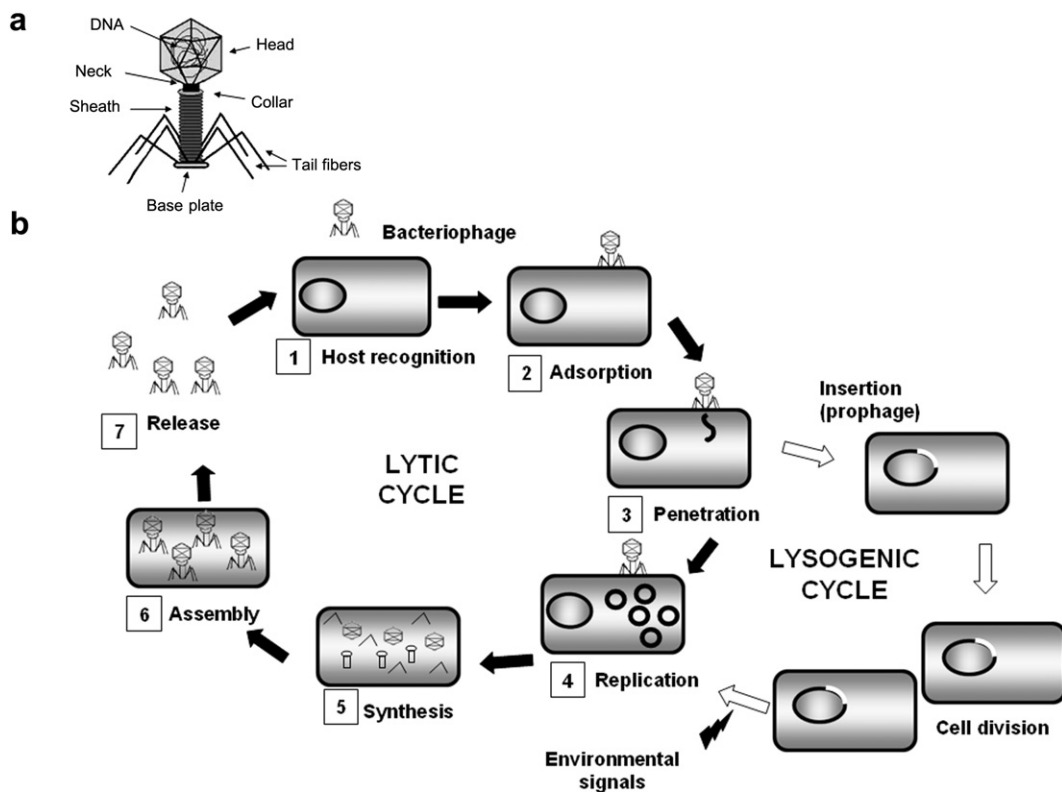 a
DNA
Head
Neck
Sheath
Collar
Tail fibers
Base plate
b
Bacteriophage
1 Host recognition
2 Adsorption
3 Penetration
Insertion
(prophage)
7 Release
LYTIC
CYCLE
LYSOGENIC
CYCLE
6 Assembly
5 Synthesis
4 Replication
Cell division
Environmental
signals